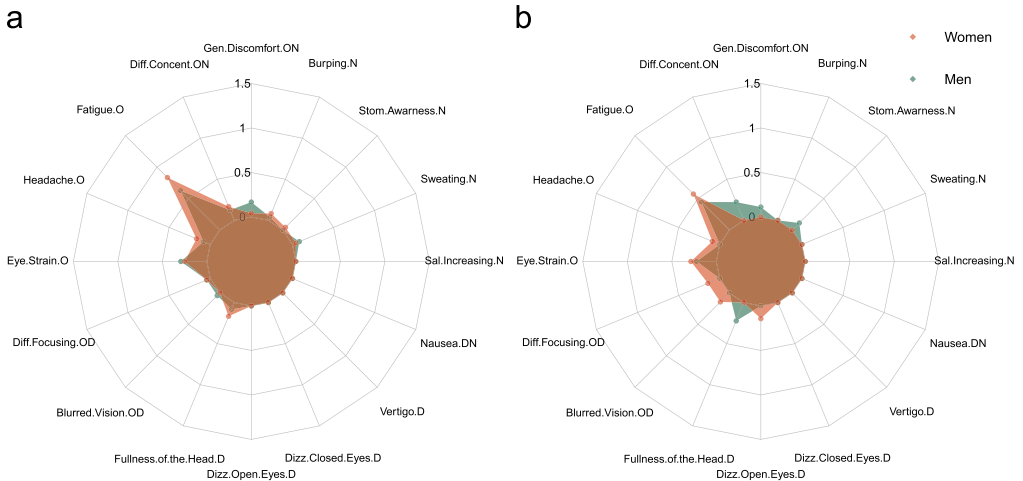 a
Gen.Discomfort.ON
Diff.Concent.ON
Burping.N
Fatigue.O
Stom.Awarness.N
Headache.O
Sweating.N
Eye.Strain.O
Sal.Increasing.N
Diff.Focusing.OD
Nausea.DN
Blurred.Vision.OD
Vertigo.D
Fullness.of.the.Head.D
Dizz.Closed.Eyes.D
Dizz.Open.Eyes.D
1.5
1
0.5
0
b
Women
Men
Gen.Discomfort.ON
Diff.Concent.ON
Burping.N
Fatigue.O
Stom.Awarness.N
Headache.O
Sweating.N
Eye.Strain.O
Sal.Increasing.N
Diff.Focusing.OD
Nausea.DN
Blurred.Vision.OD
Vertigo.D
Fullness.of.the.Head.D
Dizz.Closed.Eyes.D
Dizz.Open.Eyes.D
1.5
1
0.5
0